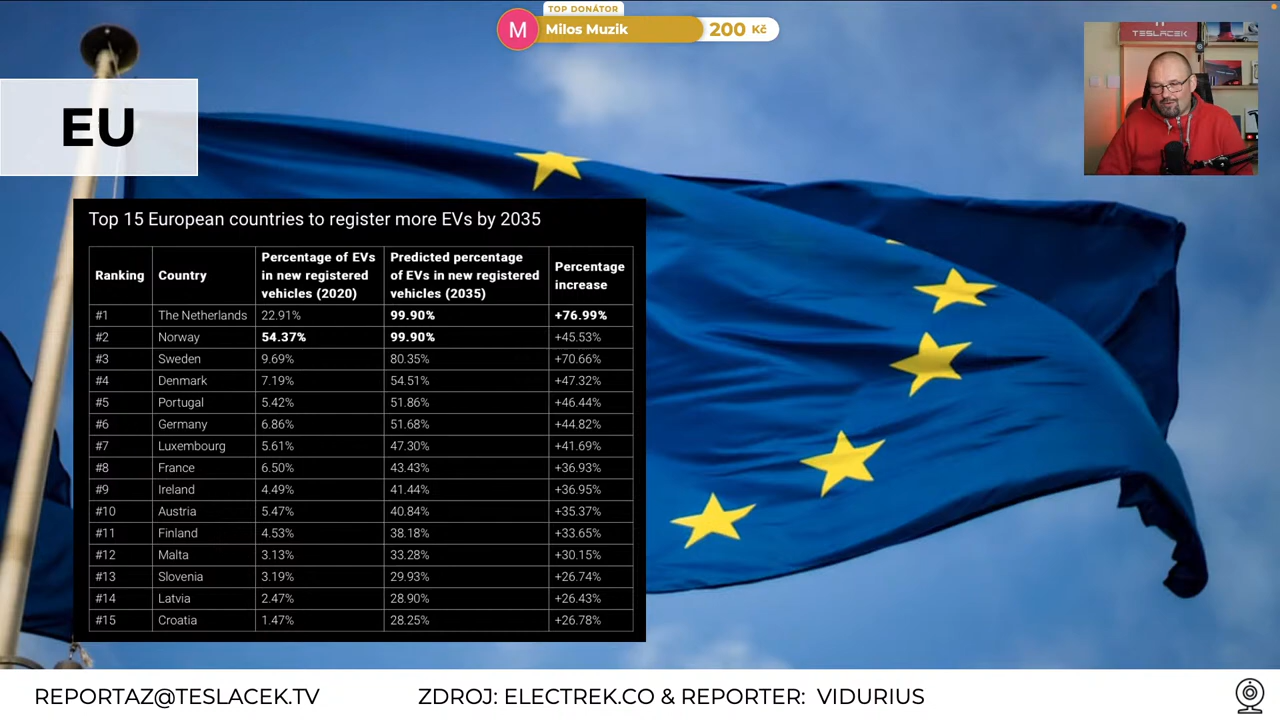 TOP DONÁTOR
M Milos Muzik 200 Kč
TESLACEK
EU
Top 15 European countries to register more EVs by 2035
Ranking Country Percentage of EVs in new registered vehicles (2020) Predicted percentage of EVs in new registered vehicles (2035) Percentage increase
#1 The Netherlands 22.91% 99.90% +76.99%
#2 Norway 54.37% 99.90% +45.53%
#3 Sweden 9.69% 80.35% +70.66%
#4 Denmark 7.19% 54.51% +47.32%
#5 Portugal 5.42% 51.86% +46.44%
#6 Germany 6.86% 51.68% +44.82%
#7 Luxembourg 5.61% 47.30% +41.69%
#8 France 6.50% 43.43% +36.93%
#9 Ireland 4.49% 41.44% +36.95%
#10 Austria 5.47% 40.84% +35.37%
#11 Finland 4.53% 38.18% +33.65%
#12 Malta 3.13% 33.28% +30.15%
#13 Slovenia 3.19% 29.93% +26.74%
#14 Latvia 2.47% 28.90% +26.43%
#15 Croatia 1.47% 28.25% +26.78%
REPORTAZ@TESLACEK.TV ZDROJ: ELECTREK.CO & REPORTER: VIDURIUS